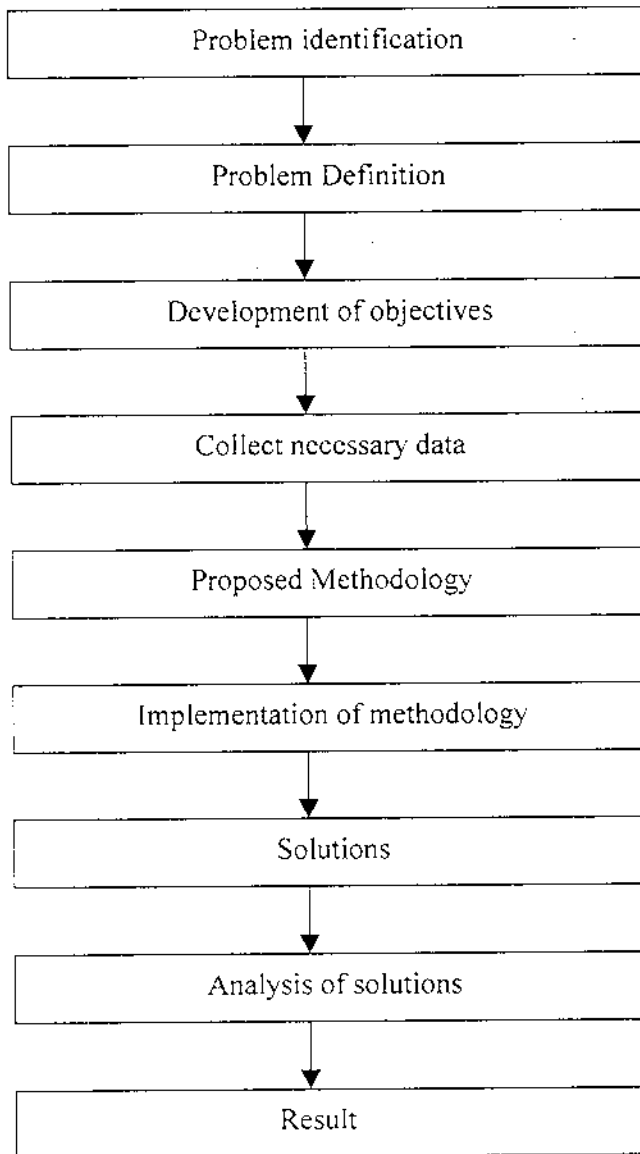 Problem identification
Problem Definition
Development of objectives
Collect necessary data
Proposed Methodology
Implementation of methodology
Solutions
Analysis of solutions
Result